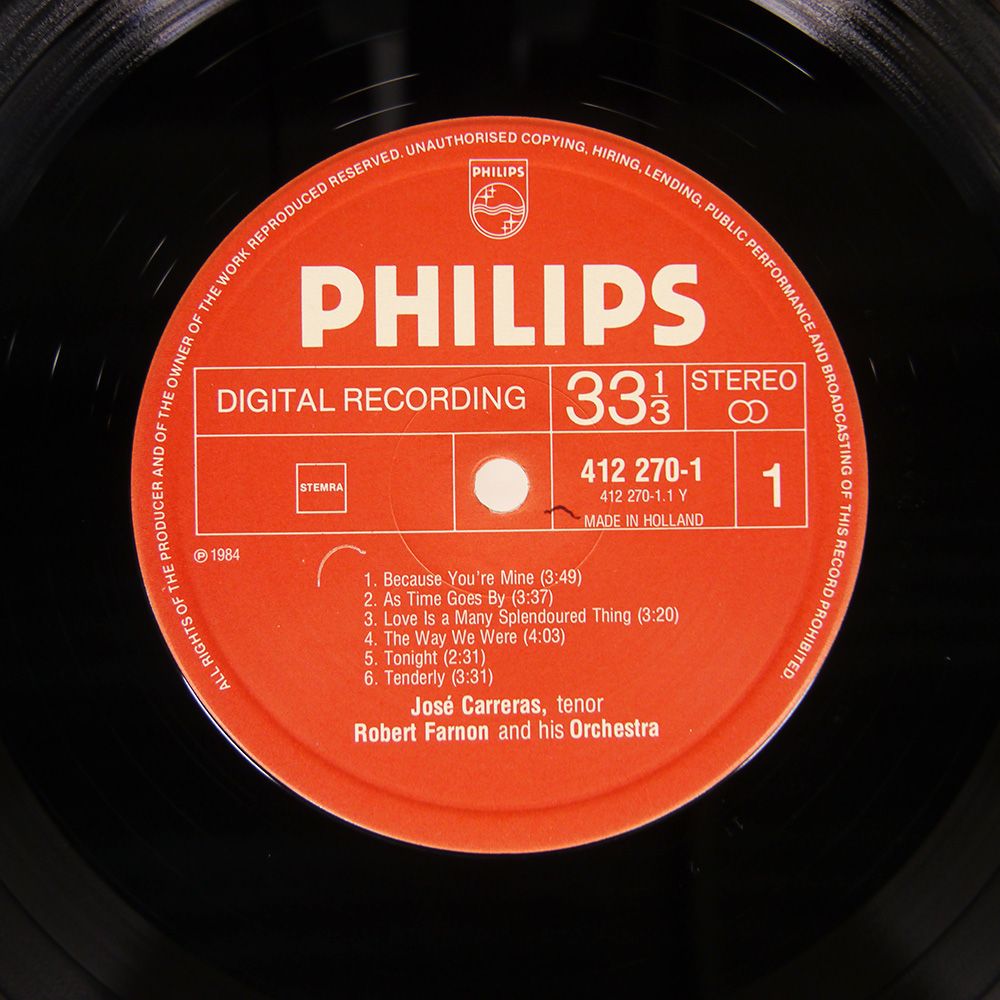 ALL RIGHTS OF THE PRODUCER AND OF THE OWNER OF THE WORK REPRODUCED RESERVED. UNAUTHORISED COPYING, HIRING, LENDING, PUBLIC PERFORMANCE AND BROADCASTING OF THIS RECORD PROHIBITED.
PHILIPS
PHILIPS
DIGITAL RECORDING
33 1/3
STEREO
STEMRA
412 270-1
412 270-1.1 Y
MADE IN HOLLAND
1
℗ 1984
1. Because You're Mine (3:49)
2. As Time Goes By (3:37)
3. Love Is a Many Splendoured Thing (3:20)
4. The Way We Were (4:03)
5. Tonight (2:31)
6. Tenderly (3:31)
José Carreras, tenor
Robert Farnon and his Orchestra